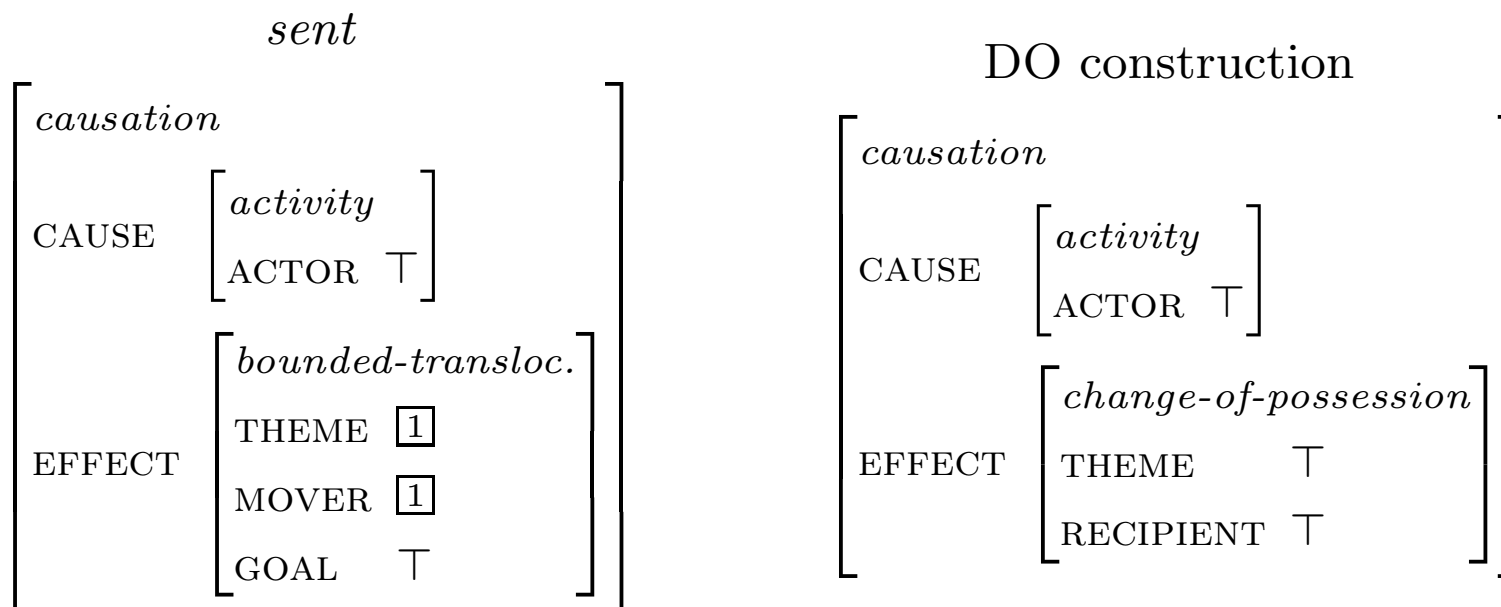 sent
causation
CAUSE
activity
ACTOR ⊤
EFFECT
bounded-transloc.
THEME 1
MOVER 1
GOAL ⊤
DO construction
causation
CAUSE
activity
ACTOR ⊤
EFFECT
change-of-possession
THEME ⊤
RECIPIENT ⊤